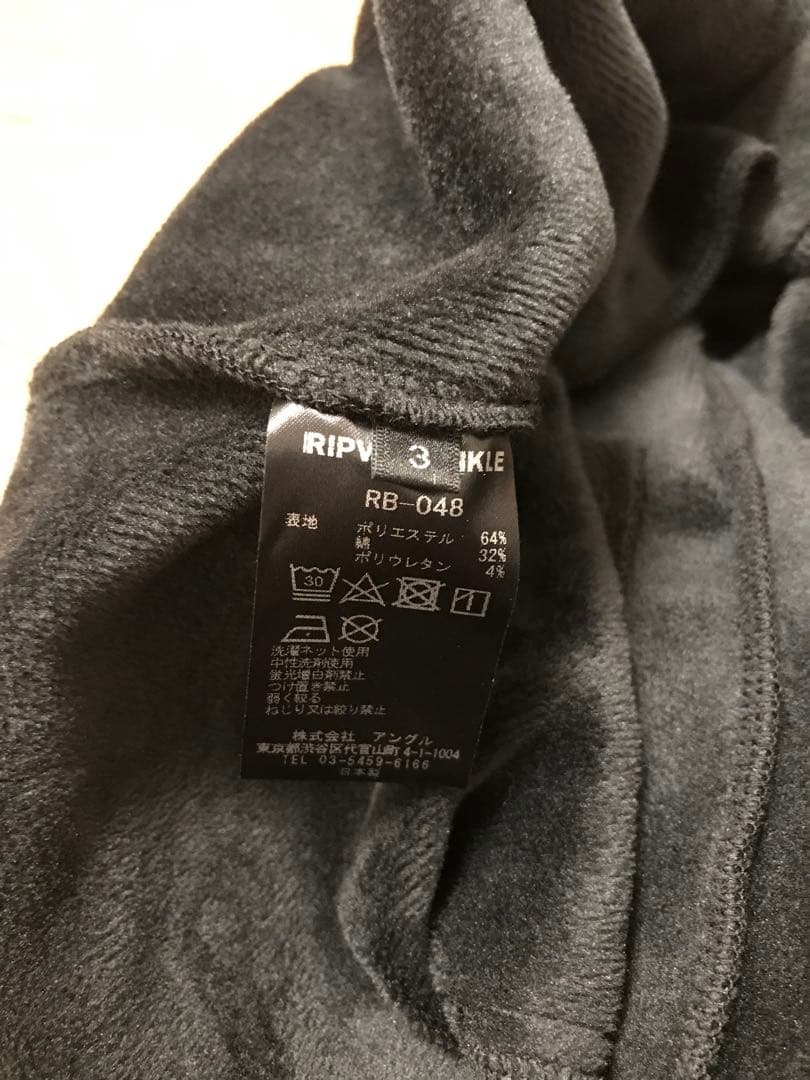 RIPV 3 IKLE
RB-048
表地 ポリエステル 64%
綿 32%
ポリウレタン 4%
30
1
洗濯ネット使用
中性洗剤使用
蛍光増白剤禁止
つけ置き禁止
弱く絞る
ねじり又は絞り禁止
株式会社 アングル
東京都渋谷区代官山町4-1-1004
TEL 03-5459-6166
日本製